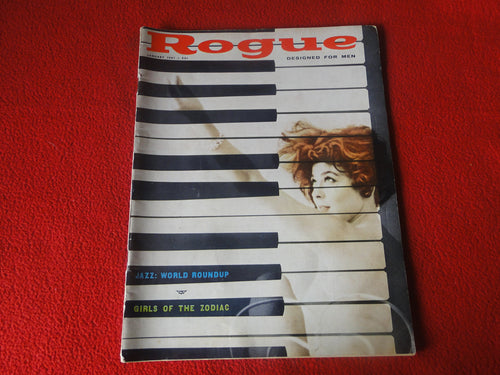 Rogue
DESIGNED FOR MEN
JAZZ: WORLD ROUNDUP
GIRLS OF THE ZODIAC